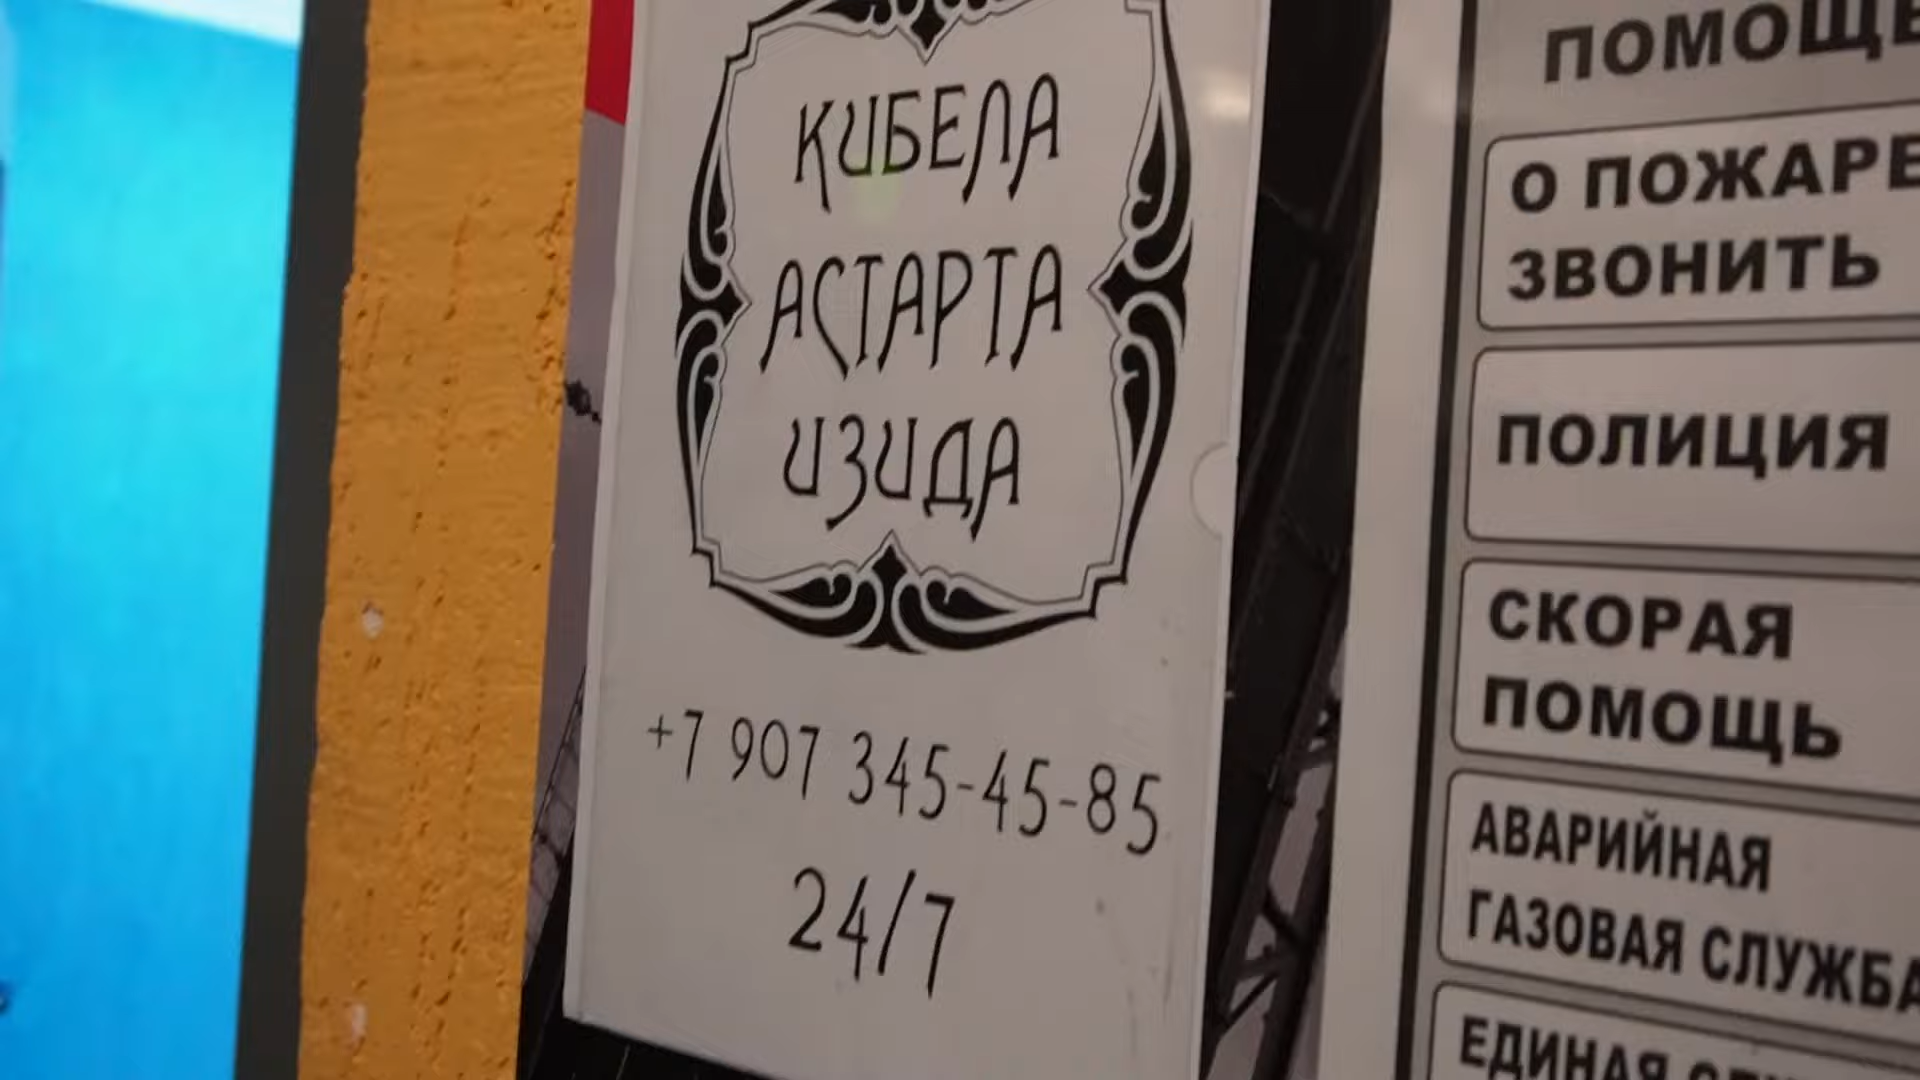 КИБЕЛА
АСТАРТА
ИЗИДА
+7 907 345-45-85
24/7
ПОМОЩЬ
О ПОЖАРЕ
ЗВОНИТЬ
ПОЛИЦИЯ
СКОРАЯ
ПОМОЩЬ
АВАРИЙНАЯ
ГАЗОВАЯ СЛУЖБА
ЕДИНАЯ